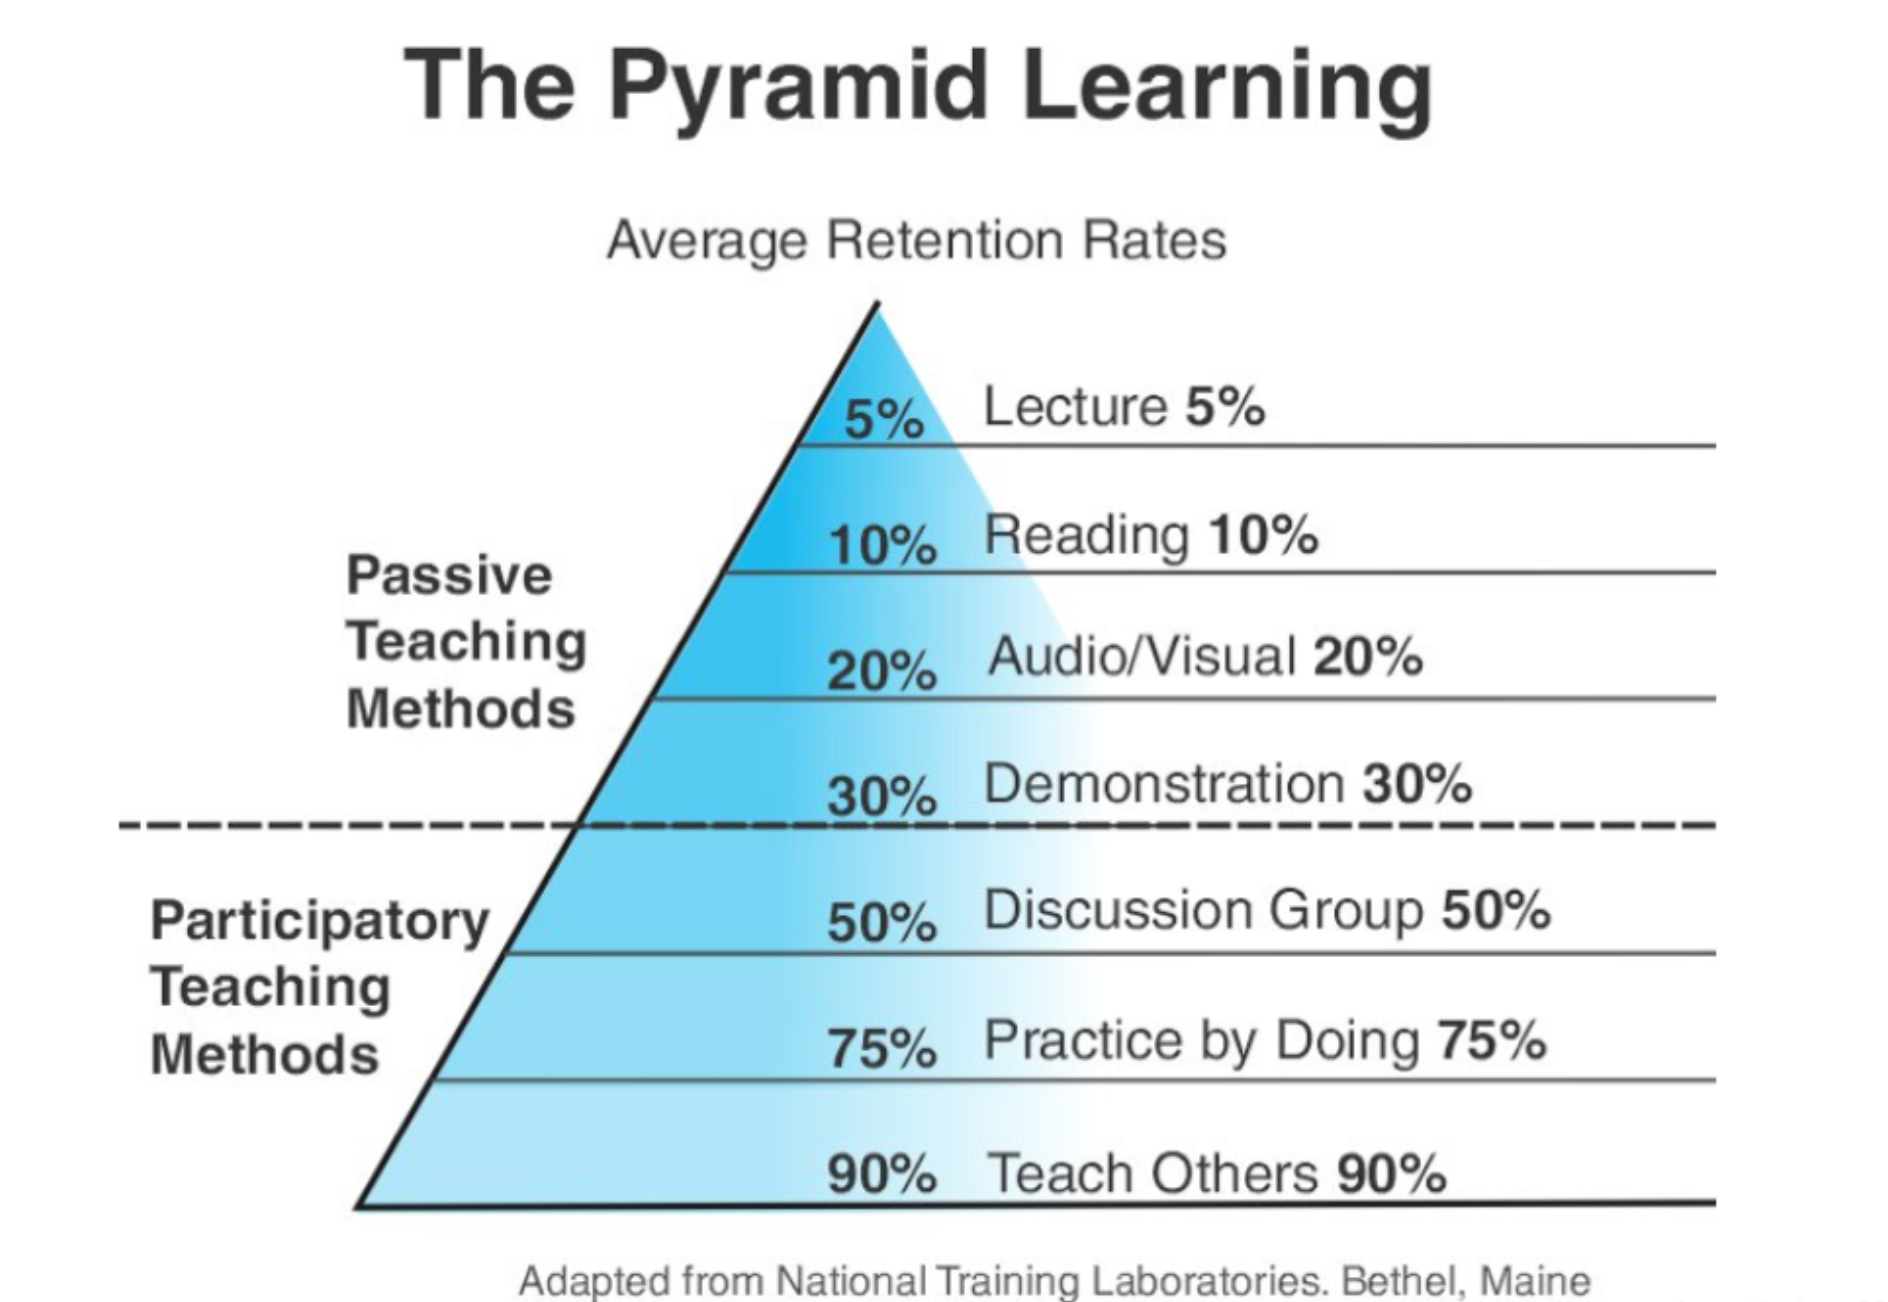 The Pyramid Learning
Average Retention Rates
5% Lecture 5%
10% Reading 10%
20% Audio/Visual 20%
30% Demonstration 30%
Passive
Teaching
Methods
50% Discussion Group 50%
75% Practice by Doing 75%
90% Teach Others 90%
Participatory
Teaching
Methods
Adapted from National Training Laboratories. Bethel, Maine